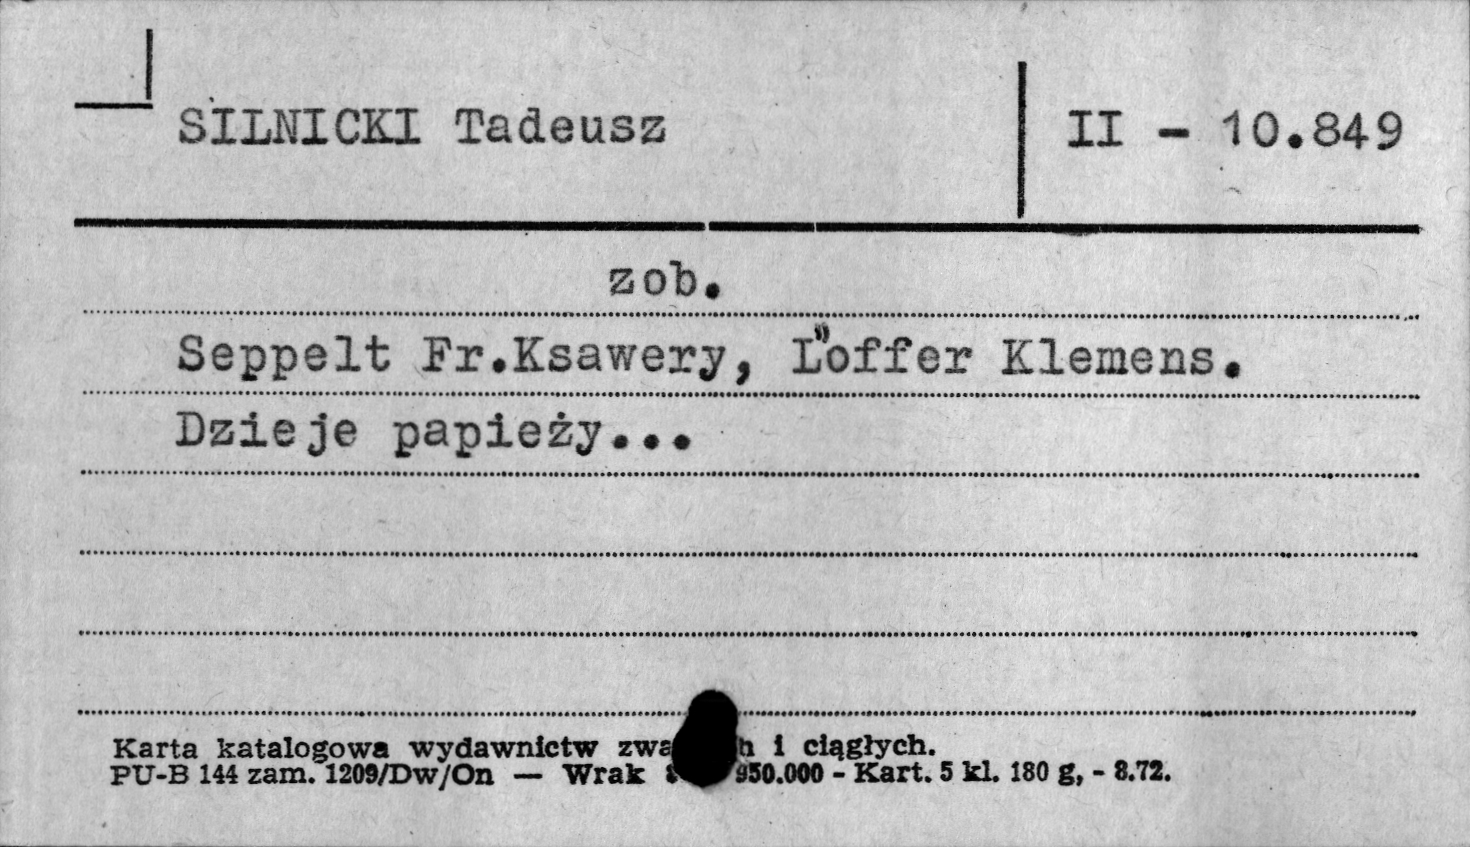 SILNICKI Tadeusz
II - 10.849
zob.
Seppelt Fr.Ksawery, Löffer Klemens.
Dzieje papieży...
Karta katalogowa wydawnictw i ciągłych.
PU-B 144 zam. 1209/Dw/On — Wrak 950.000 - Kart. 5 kl. 180 g, - 8.72.